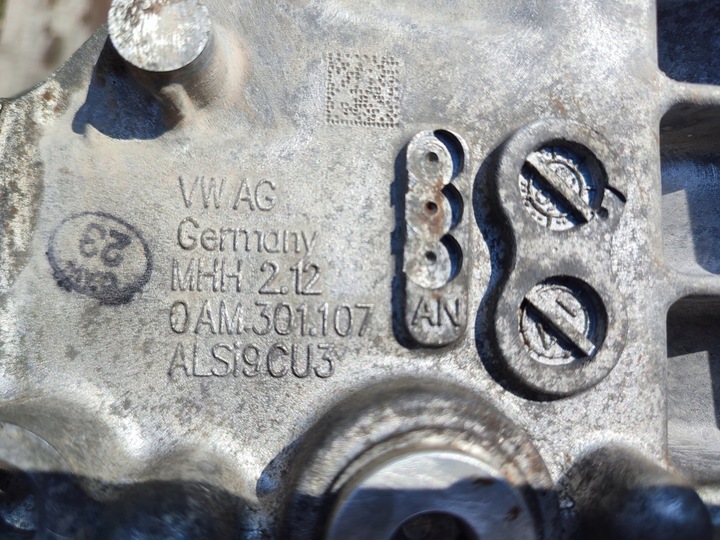 VW AG
Germany
MHH 2.12
0AM.301.107
ALSi9CU3
AN
23